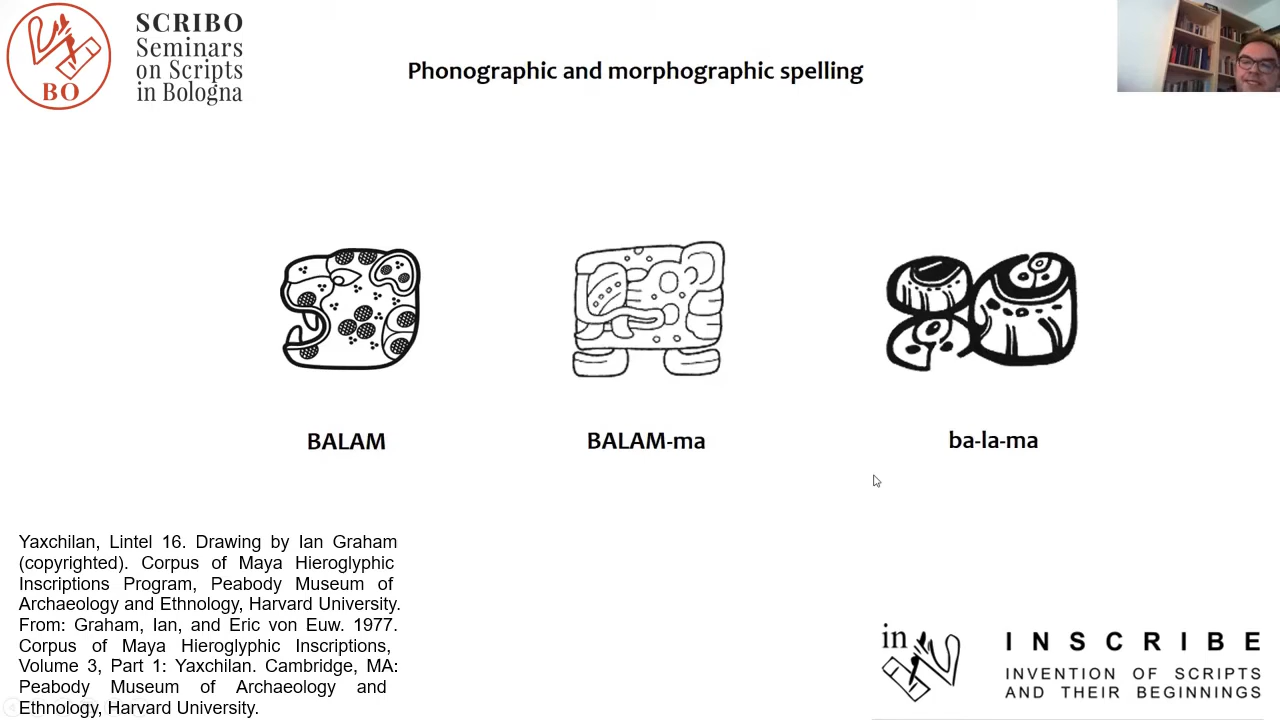 SCRIBO
Seminars
on Scripts
in Bologna
BO
Phonographic and morphographic spelling
BALAM
BALAM-ma
ba-la-ma
Yaxchilan, Lintel 16. Drawing by Ian Graham
(copyrighted). Corpus of Maya Hieroglyphic
Inscriptions Program, Peabody Museum of
Archaeology and Ethnology, Harvard University.
From: Graham, Ian, and Eric von Euw. 1977.
Corpus of Maya Hieroglyphic Inscriptions,
Volume 3, Part 1: Yaxchilan. Cambridge, MA:
Peabody Museum of Archaeology and
Ethnology, Harvard University.
in
INSCRIBE
INVENTION OF SCRIPTS
AND THEIR BEGINNINGS